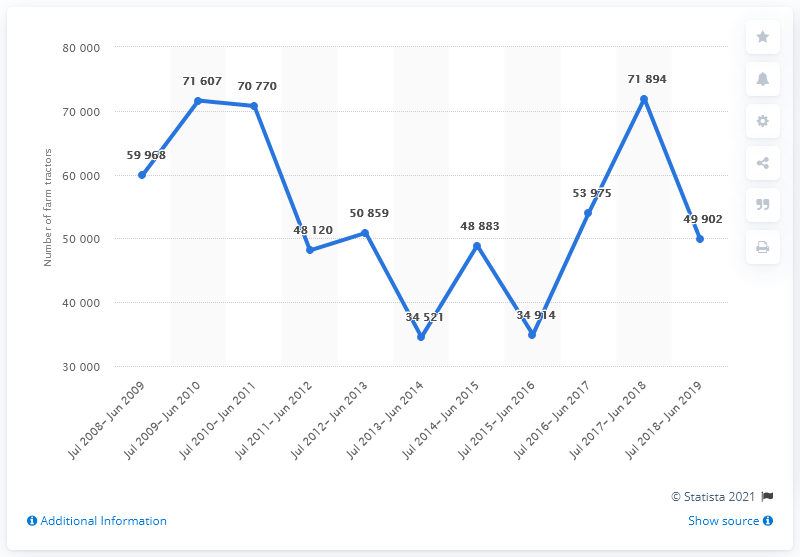 80 000
70 000
60 000
50 000
40 000
30 000
Number of farm tractors
59 968
71 607
70 770
48 120
50 859
34 521
48 883
34 914
53 975
71 894
49 902
Jul 2008– Jun 2009
Jul 2009– Jun 2010
Jul 2010– Jun 2011
Jul 2011– Jun 2012
Jul 2012– Jun 2013
Jul 2013– Jun 2014
Jul 2014– Jun 2015
Jul 2015– Jun 2016
Jul 2016– Jun 2017
Jul 2017– Jun 2018
Jul 2018– Jun 2019
© Statista 2021
Additional Information
Show source